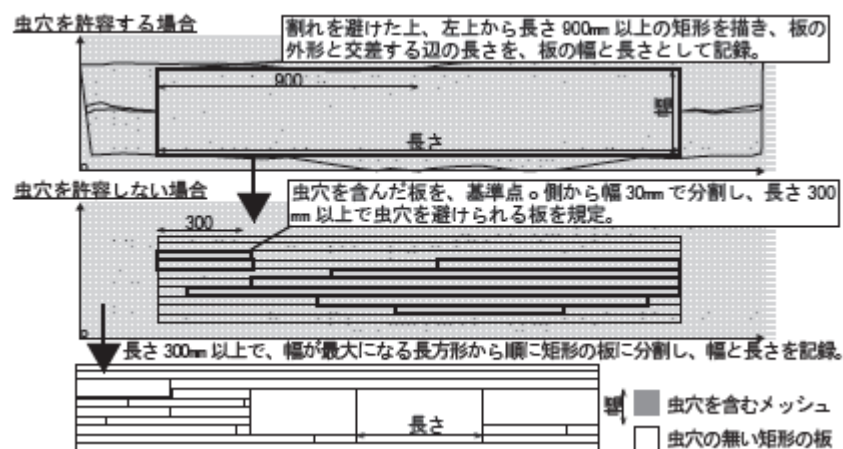 虫穴を許容する場合
割れを避けた上、左上から長さ 900㎜ 以上の矩形を描き、板の
外形と交差する辺の長さを、板の幅と長さとして記録。
900
幅
長さ
o
虫穴を許容しない場合
虫穴を含んだ板を、基準点 o 側から幅 30㎜ で分割し、長さ 300
㎜ 以上で虫穴を避けられる板を規定。
300
o
長さ 300㎜ 以上で、幅が最大になる長方形から順に矩形の板に分割し、幅と長さを記録。
長さ
幅
虫穴を含むメッシュ
虫穴の無い矩形の板